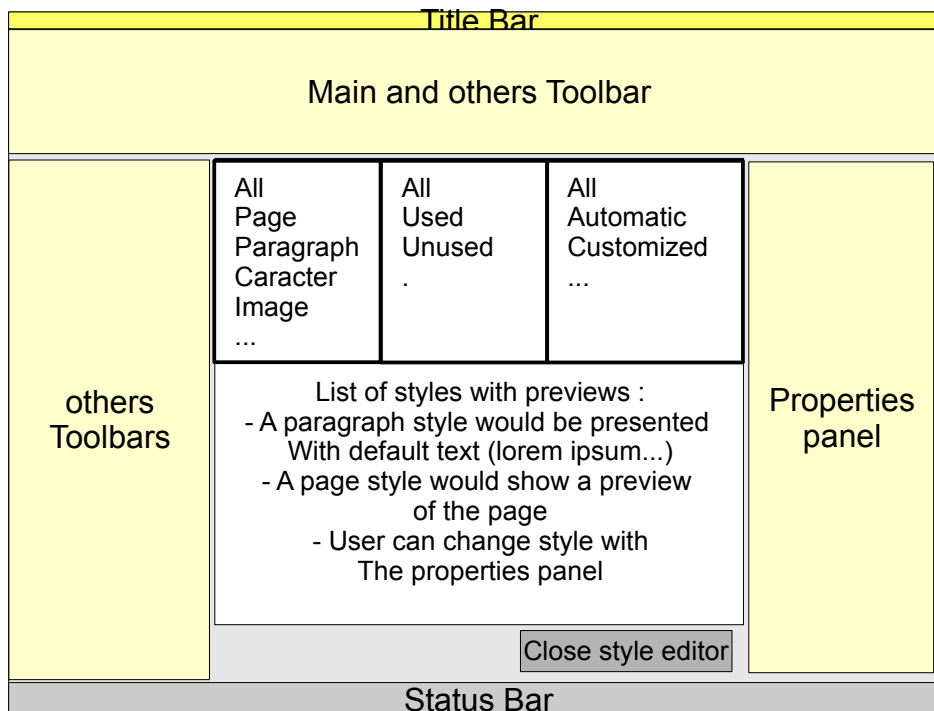 Title Bar
Main and others Toolbar
others
Toolbars
All
Page
Paragraph
Caracter
Image
...
All
Used
Unused
.
All
Automatic
Customized
...
List of styles with previews :
- A paragraph style would be presented
With default text (lorem ipsum...)
- A page style would show a preview
of the page
- User can change style with
The properties panel
Properties
panel
Close style editor
Status Bar